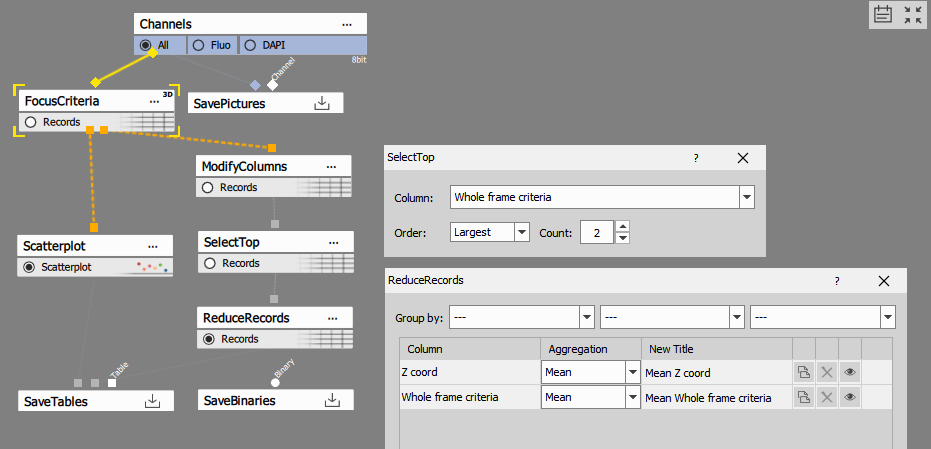 Channels ...
All Fluo DAPI
8bit
Channel
FocusCriteria ... 3D
Records
SavePictures
ModifyColumns ...
Records
Scatterplot ...
Scatterplot
SelectTop ...
Records
ReduceRecords ...
Records
Table
Binary
SaveTables
SaveBinaries
SelectTop ?
Column: Whole frame criteria
Order: Largest Count: 2
ReduceRecords ?
Group by: --- --- ---
Column Aggregation New Title
Z coord Mean Mean Z coord
Whole frame criteria Mean Mean Whole frame criteria